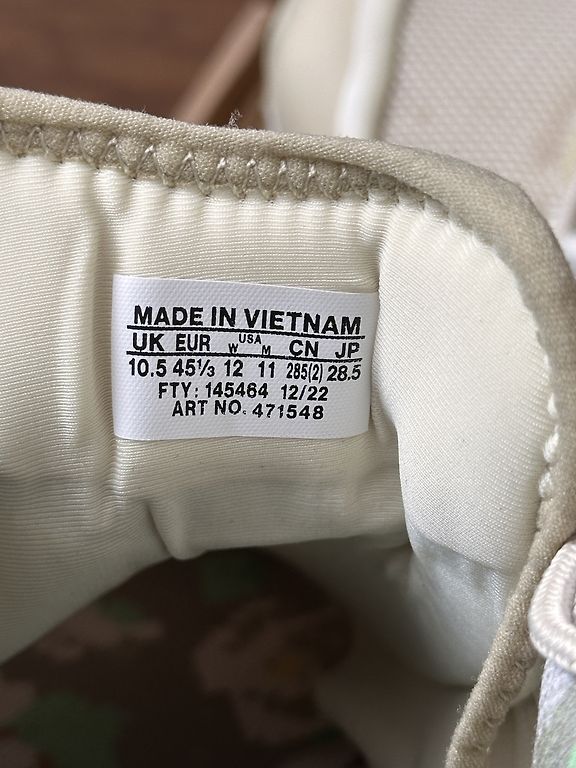 MADE IN VIETNAM
UK EUR USA W M CN JP
10.5 45⅓ 12 11 285(2) 28.5
FTY: 145464 12/22
ART NO. 471548